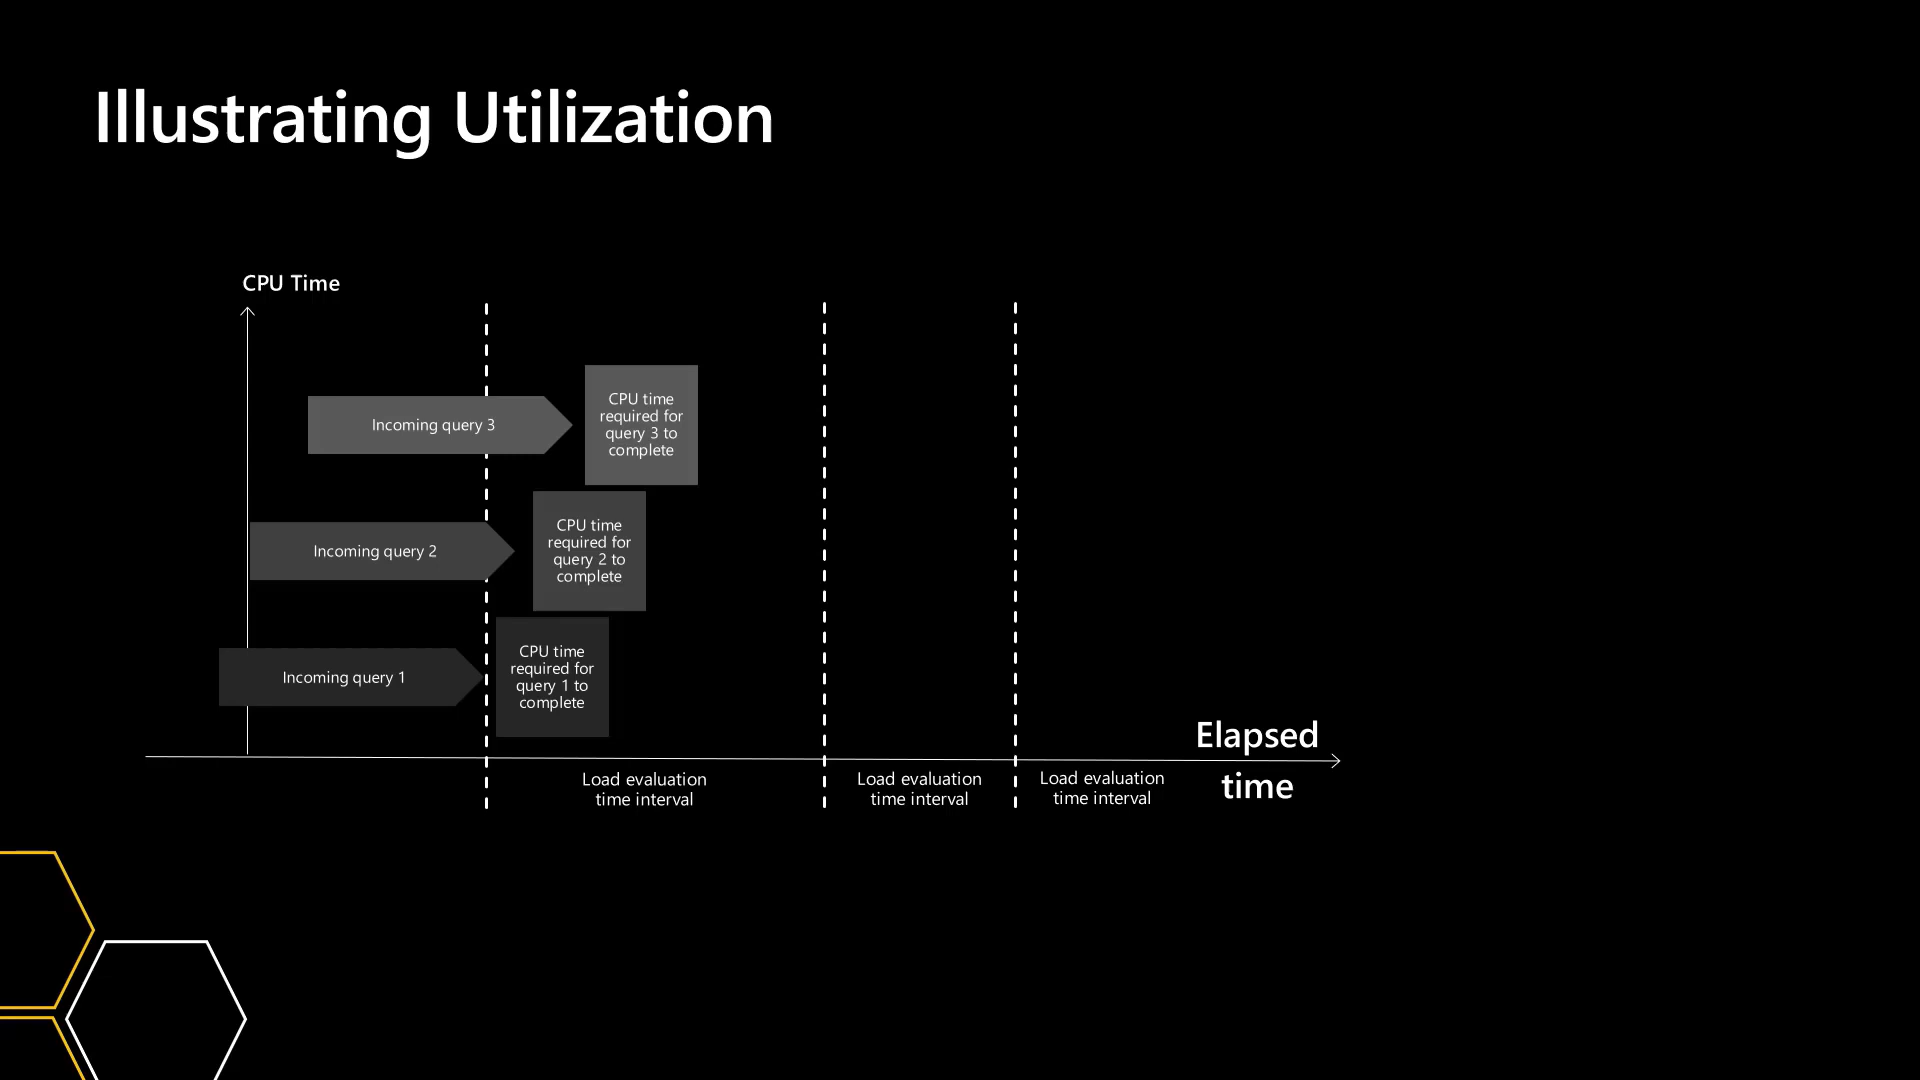 Illustrating Utilization
CPU Time
Incoming query 3
CPU time
required for
query 3 to
complete
Incoming query 2
CPU time
required for
query 2 to
complete
Incoming query 1
CPU time
required for
query 1 to
complete
Elapsed
time
Load evaluation
time interval
Load evaluation
time interval
Load evaluation
time interval